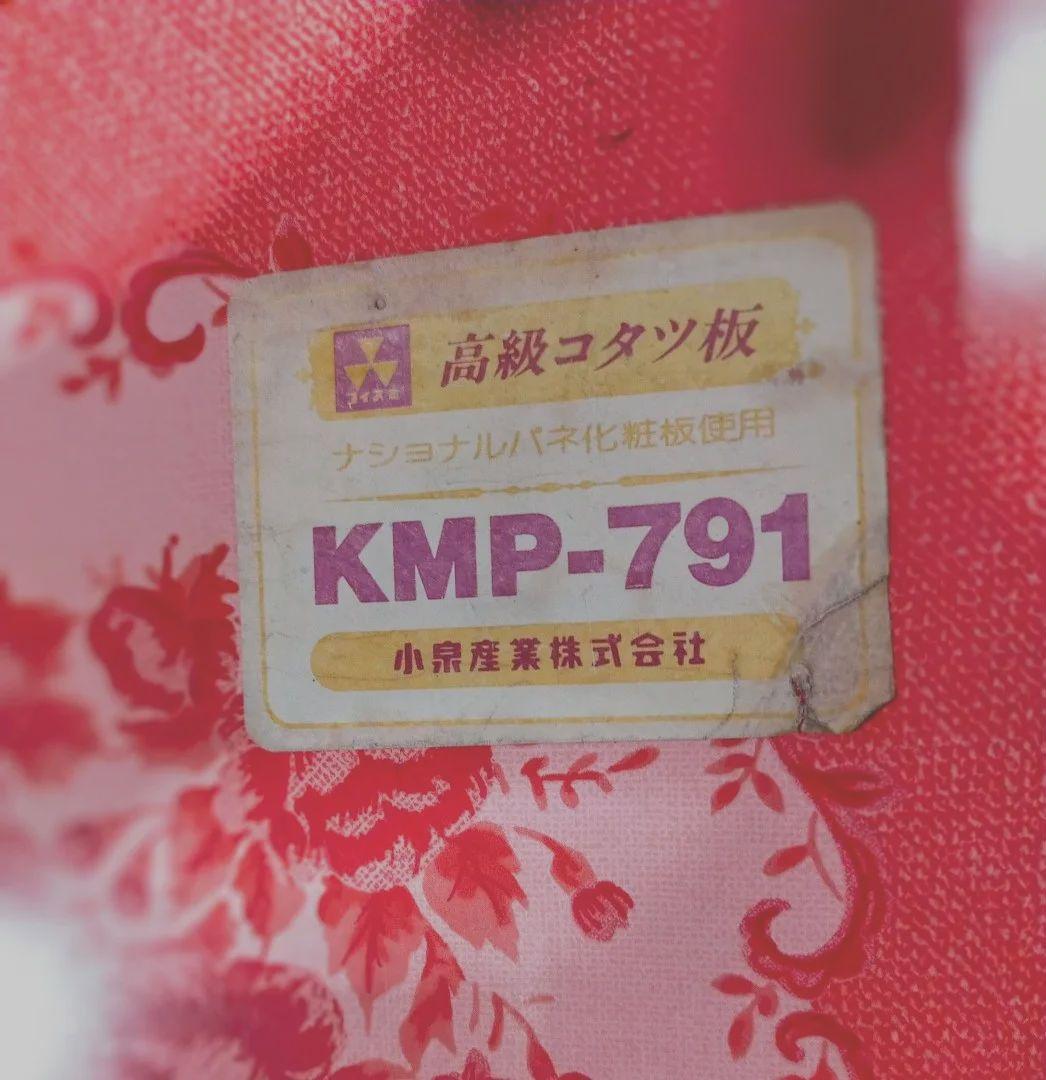 コイズミ
高級コタツ板
ナショナルパネ化粧板使用
KMP-791
小泉産業株式会社